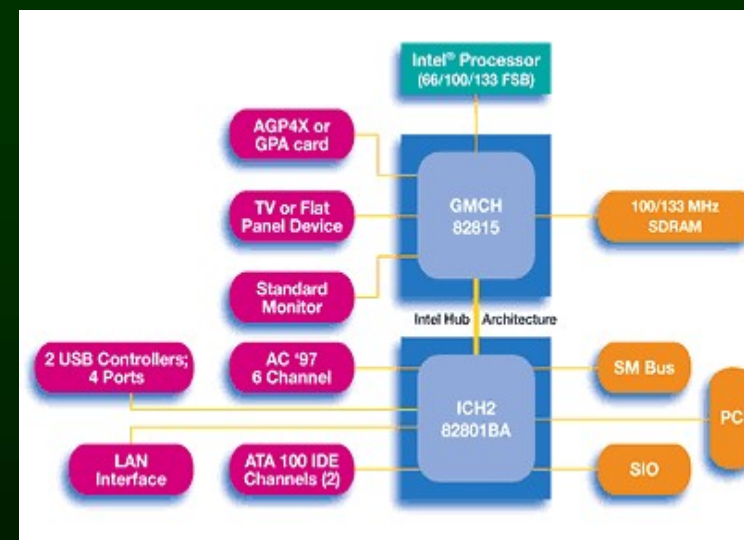 Intel® Processor
(66/100/133 FSB)
AGP4X or
GPA card
TV or Flat
Panel Device
GMCH
82815
100/133 MHz
SDRAM
Standard
Monitor
Intel Hub Architecture
2 USB Controllers;
4 Ports
AC '97
6 Channel
ICH2
82801BA
SM Bus
PC
LAN
Interface
ATA 100 IDE
Channels (2)
SIO